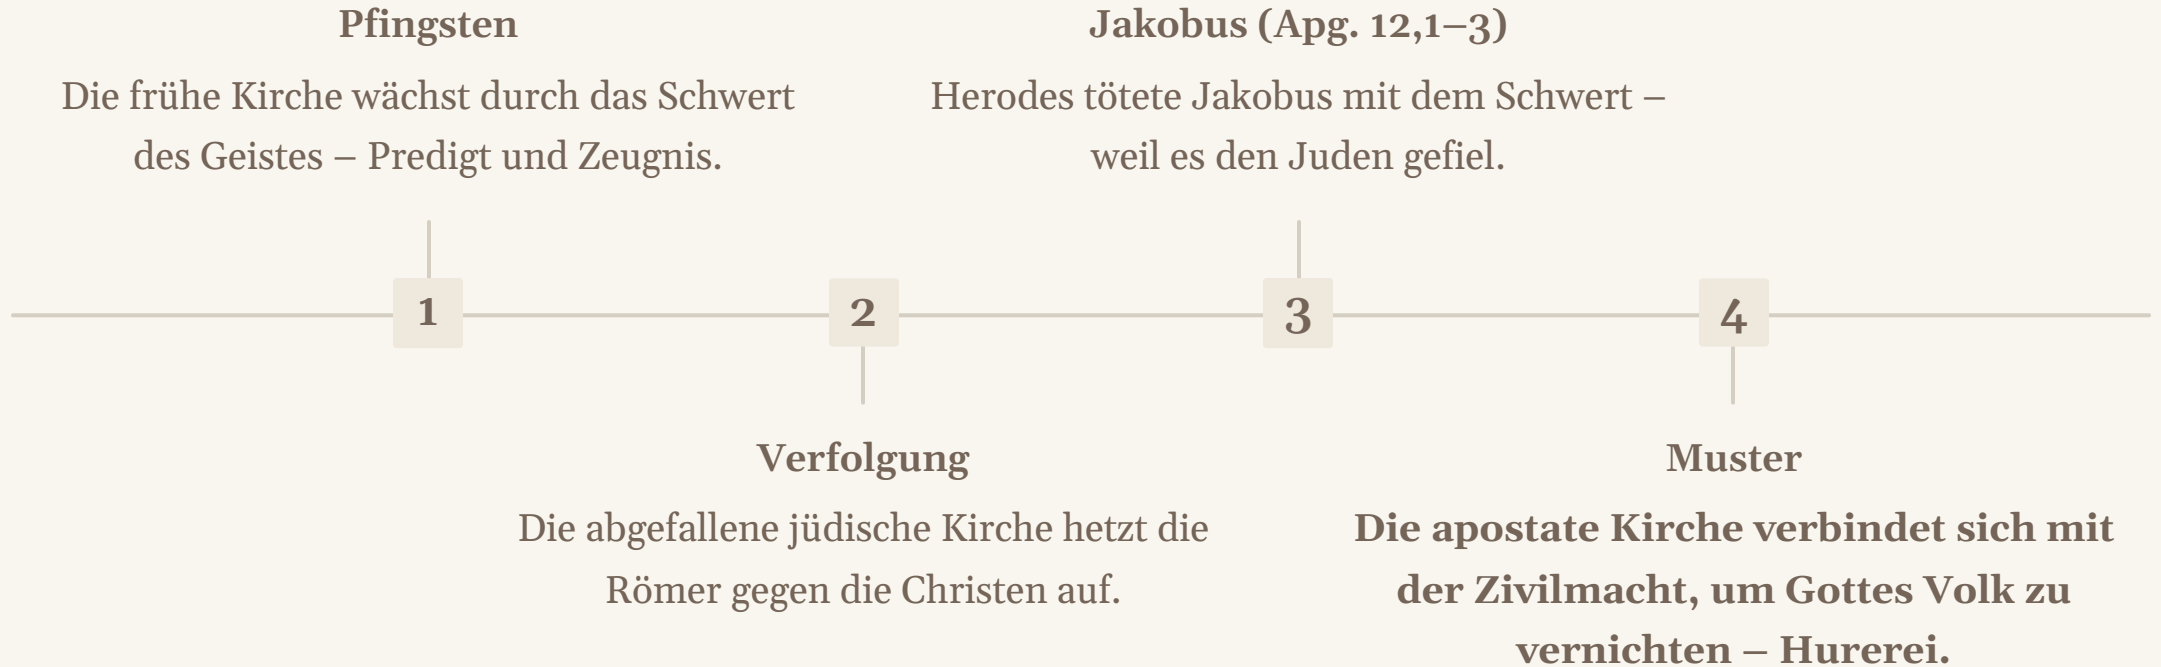 Pfingsten
Die frühe Kirche wächst durch das Schwert
des Geistes – Predigt und Zeugnis.
Jakobus (Apg. 12,1–3)
Herodes tötete Jakobus mit dem Schwert –
weil es den Juden gefiel.
1
2
3
4
Verfolgung
Die abgefallene jüdische Kirche hetzt die
Römer gegen die Christen auf.
Muster
Die apostate Kirche verbindet sich mit
der Zivilmacht, um Gottes Volk zu
vernichten – Hurerei.